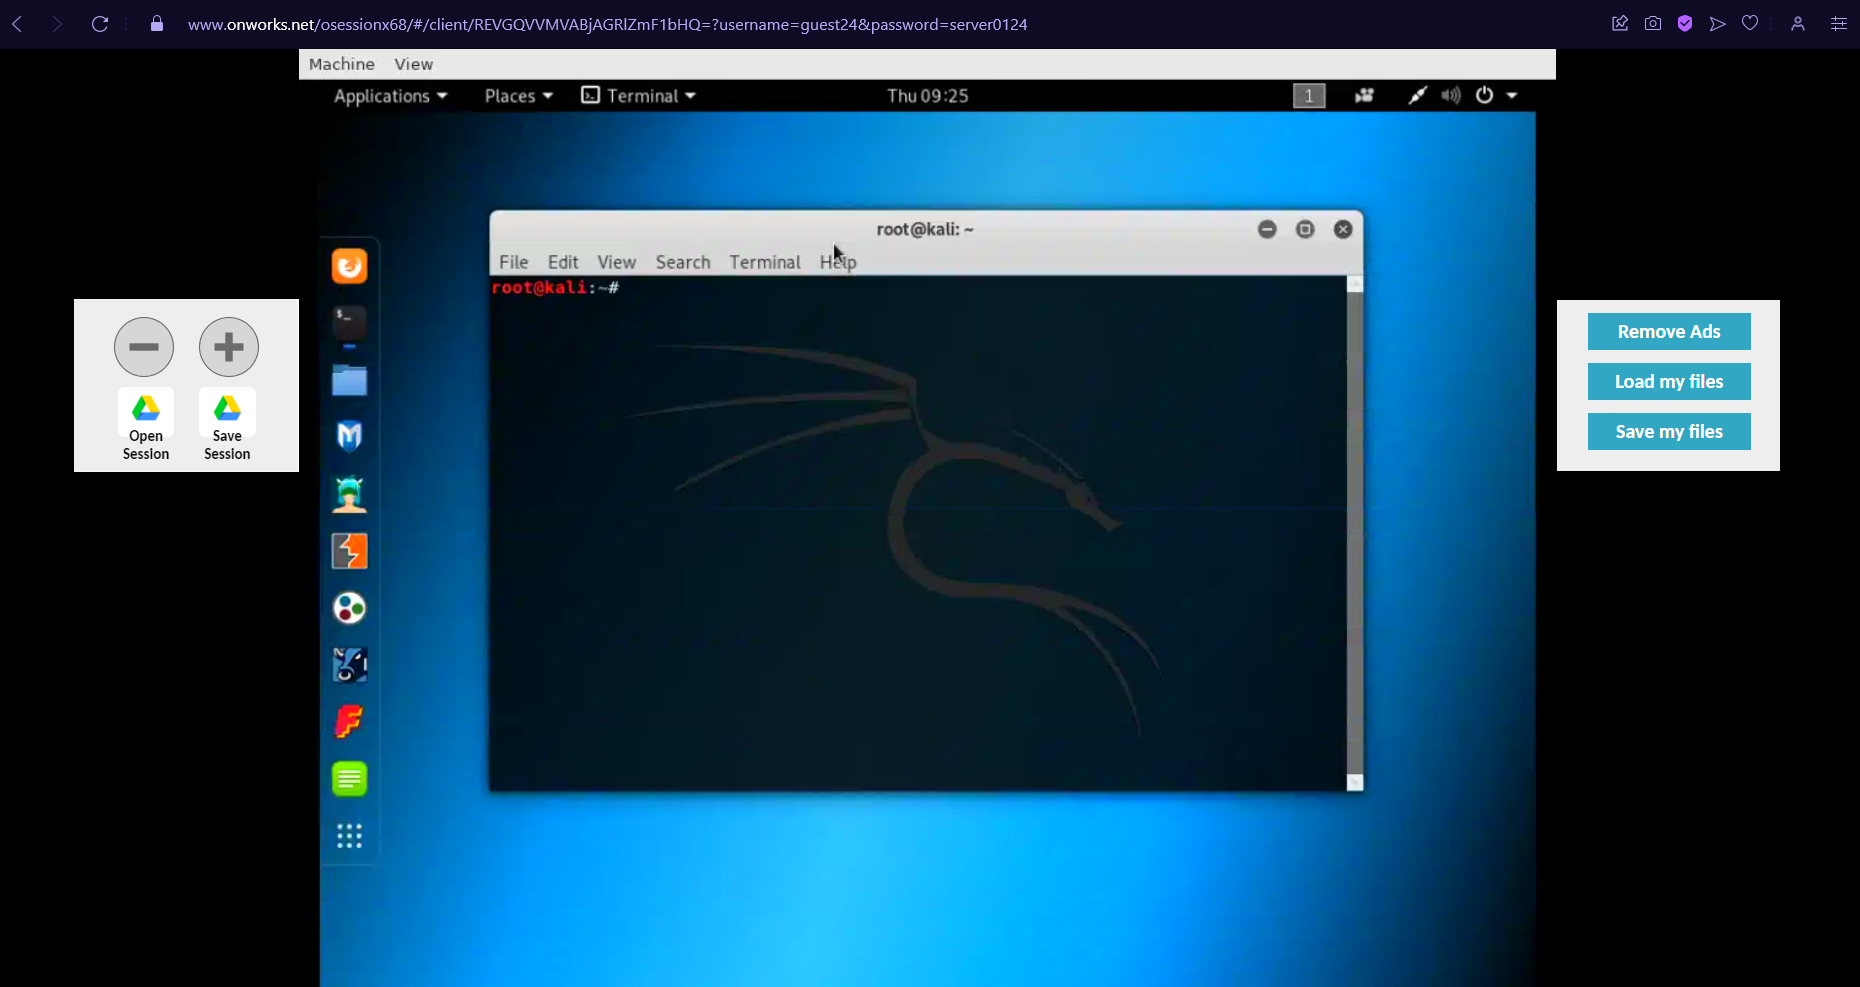 www.onworks.net/osessionx68/#/client/REVGQVVMVABjAGRlZmF1bHQ=?username=guest24&password=server0124
Machine View
Applications Places Terminal Thu 09:25 1
root@kali: ~
File Edit View Search Terminal Help
root@kali:~#
$_
Open Session
Save Session
Remove Ads
Load my files
Save my files